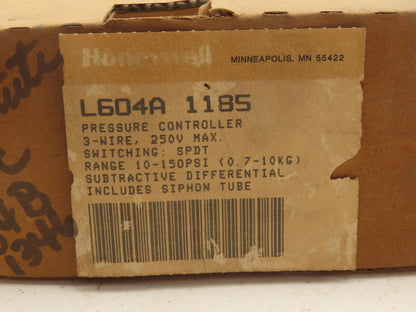 Honeywell
MINNEAPOLIS, MN 55422
L604A 1185
PRESSURE CONTROLLER
3-WIRE, 250V MAX.
SWITCHING: SPDT
RANGE 10-150PSI (0.7-10KG)
SUBTRACTIVE DIFFERENTIAL
INCLUDES SIPHON TUBE